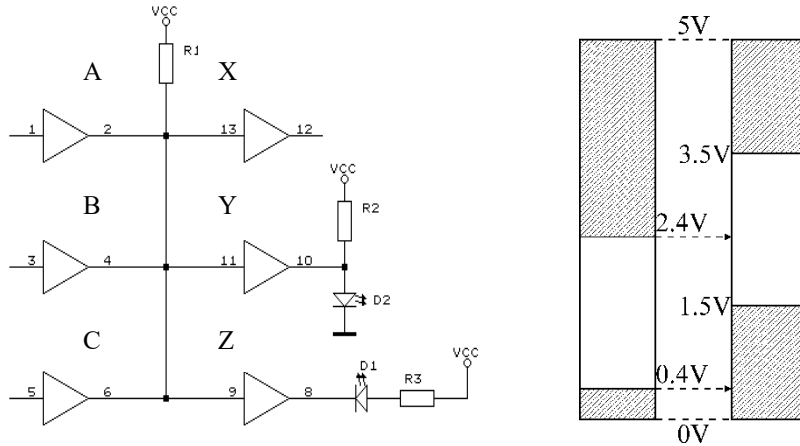 VCC
R1
A X
1 2 13 12
VCC
R2
B Y
3 4 11 10
D2
C Z
5 6 9 8
D1
R3
VCC
5V
3.5V
2.4V
1.5V
0.4V
0V